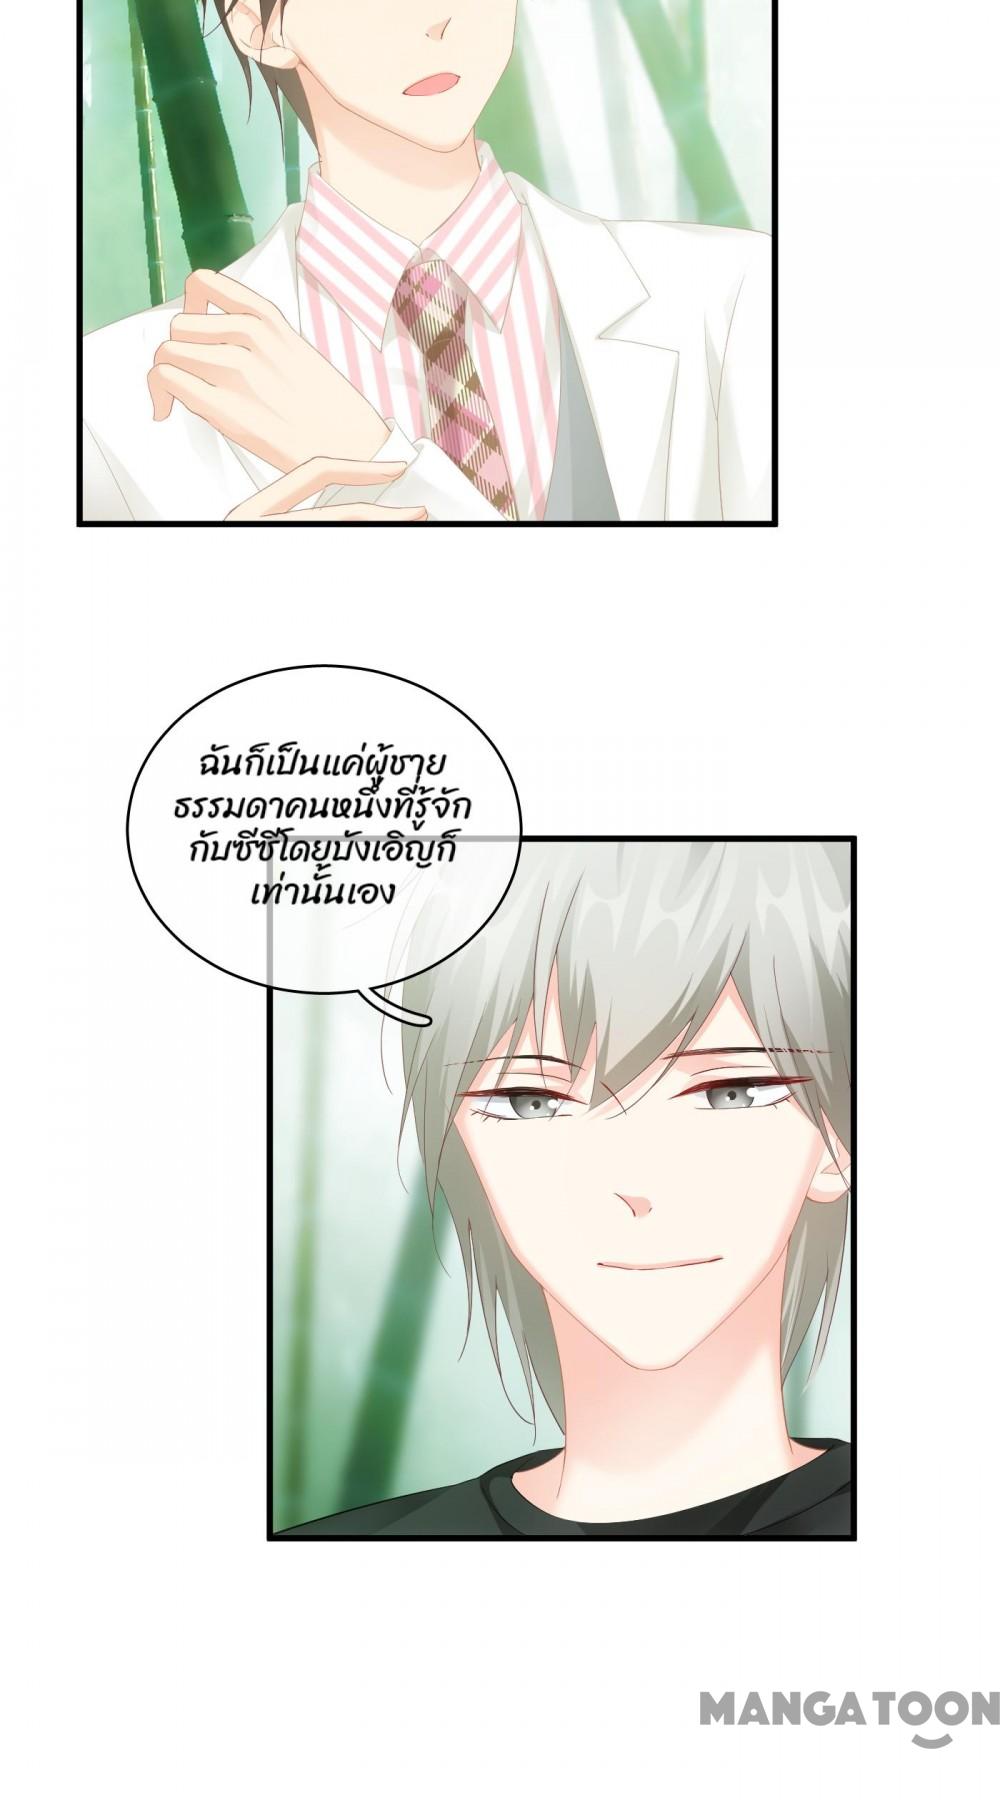 ฉันก็เป็นแค่ผู้ชาย
ธรรมดาคนหนึ่งที่รู้จัก
กับซีซีโดยบังเอิญก็
เท่านั้นเอง
MANGATOON